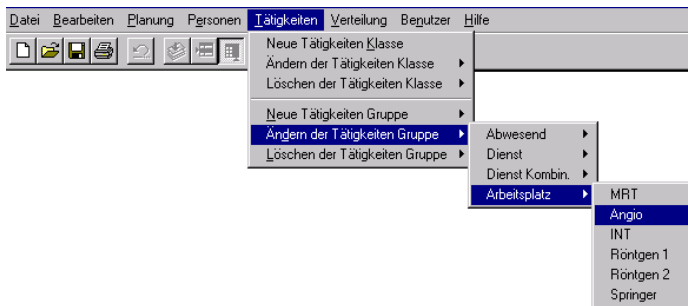 Datei Bearbeiten Planung Personen Tätigkeiten Verteilung Benutzer Hilfe
Neue Tätigkeiten Klasse
Ändern der Tätigkeiten Klasse
Löschen der Tätigkeiten Klasse
Neue Tätigkeiten Gruppe
Ändern der Tätigkeiten Gruppe
Löschen der Tätigkeiten Gruppe
Abwesend
Dienst
Dienst Kombin.
Arbeitsplatz
MRT
Angio
INT
Röntgen 1
Röntgen 2
Springer